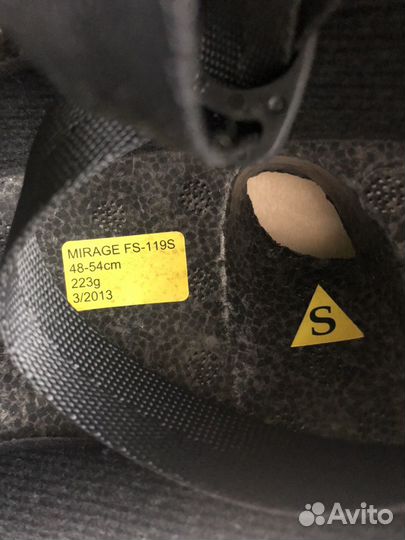 MIRAGE FS-119S
48-54cm
223g
3/2013
S
Avito